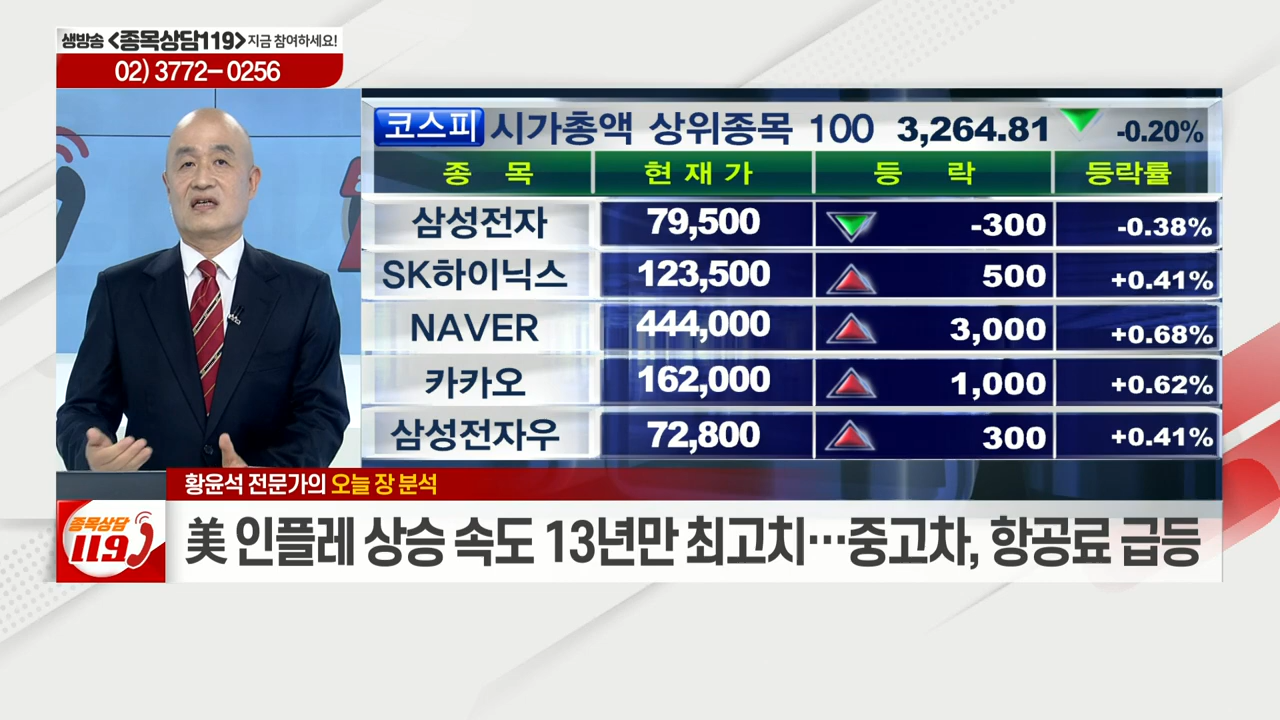 생방송 <종목상담119> 지금 참여하세요!
02) 3772-0256
코스피 시가총액 상위종목 100 3,264.81 -0.20%
종 목 현 재 가 등 락 등락률
삼성전자 79,500 -300 -0.38%
SK하이닉스 123,500 500 +0.41%
NAVER 444,000 3,000 +0.68%
카카오 162,000 1,000 +0.62%
삼성전자우 72,800 300 +0.41%
황윤석 전문가의 오늘 장 분석
종목상담
119
美 인플레 상승 속도 13년만 최고치…중고차, 항공료 급등